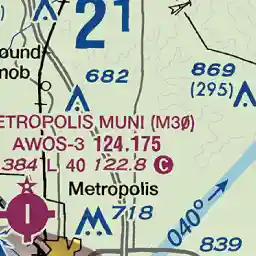 2¹
ound
nob
682
869
(295)
ETROPOLIS MUNI (M3Ø)
AWOS-3 124.175
384 L 40 122.8 C
Metropolis
I
718
040°
839